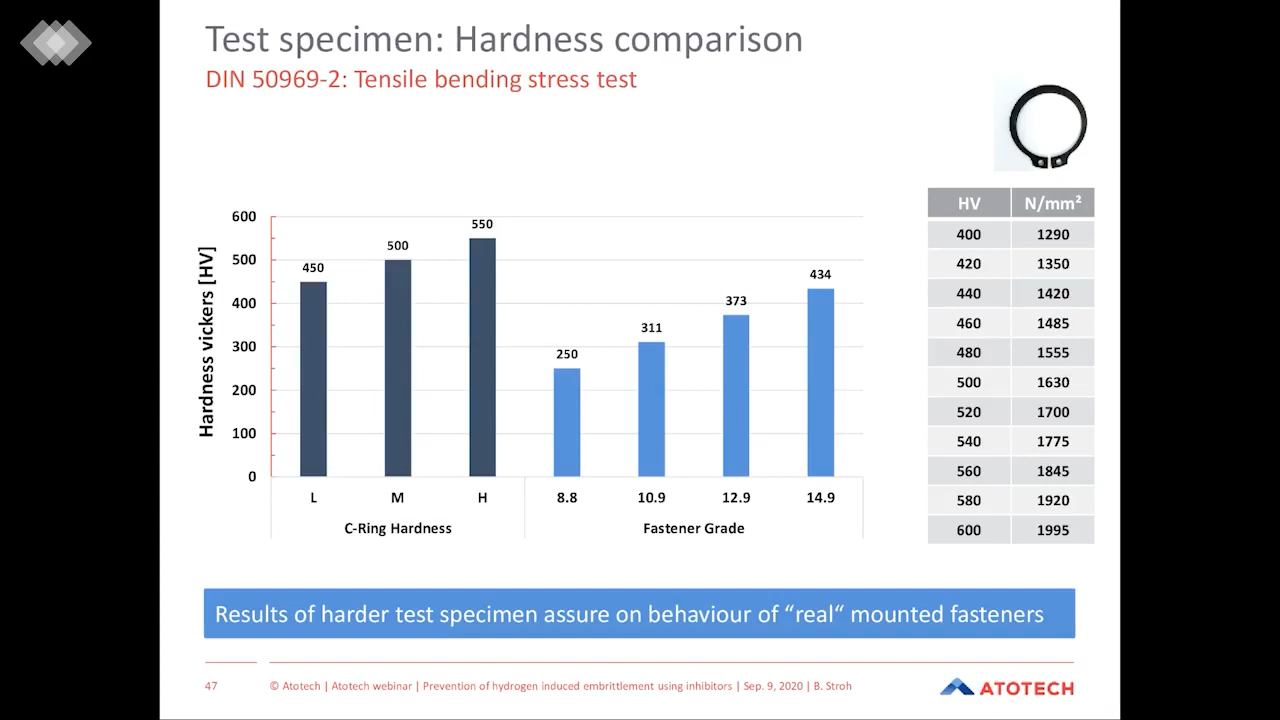 Test specimen: Hardness comparison
DIN 50969-2: Tensile bending stress test
Hardness vickers [HV]
600
500
400
300
200
100
0
450
500
550
250
311
373
434
L M H 8.8 10.9 12.9 14.9
C-Ring Hardness Fastener Grade
HV N/mm²
400 1290
420 1350
440 1420
460 1485
480 1555
500 1630
520 1700
540 1775
560 1845
580 1920
600 1995
Results of harder test specimen assure on behaviour of “real“ mounted fasteners
47 © Atotech | Atotech webinar | Prevention of hydrogen induced embrittlement using inhibitors | Sep. 9, 2020 | B. Stroh
ATOTECH